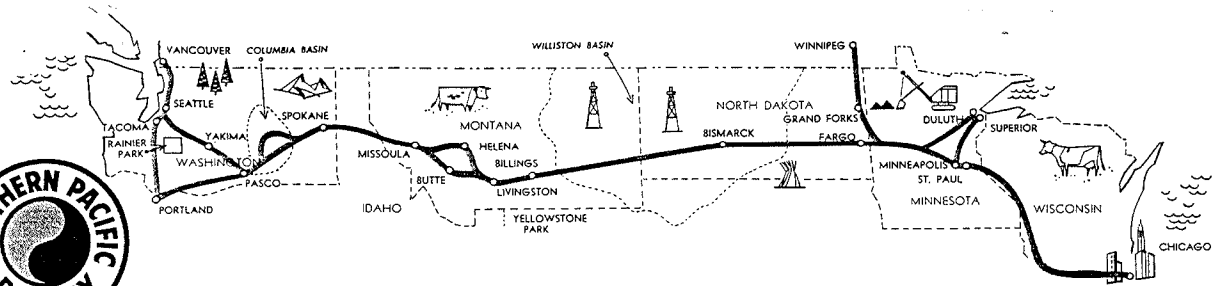 VANCOUVER
COLUMBIA BASIN
WILLISTON BASIN
WINNIPEG
SEATTLE
SPOKANE
NORTH DAKOTA
TACOMA
GRAND FORKS
DULUTH
SUPERIOR
RAINIER
PARK
YAKIMA
MONTANA
WASHINGTON
HELENA
BISMARCK
FARGO
MISSOULA
BILLINGS
MINNEAPOLIS
PASCO
BUTTE
LIVINGSTON
ST. PAUL
PORTLAND
IDAHO
YELLOWSTONE
PARK
MINNESOTA
WISCONSIN
CHICAGO
PACIFIC